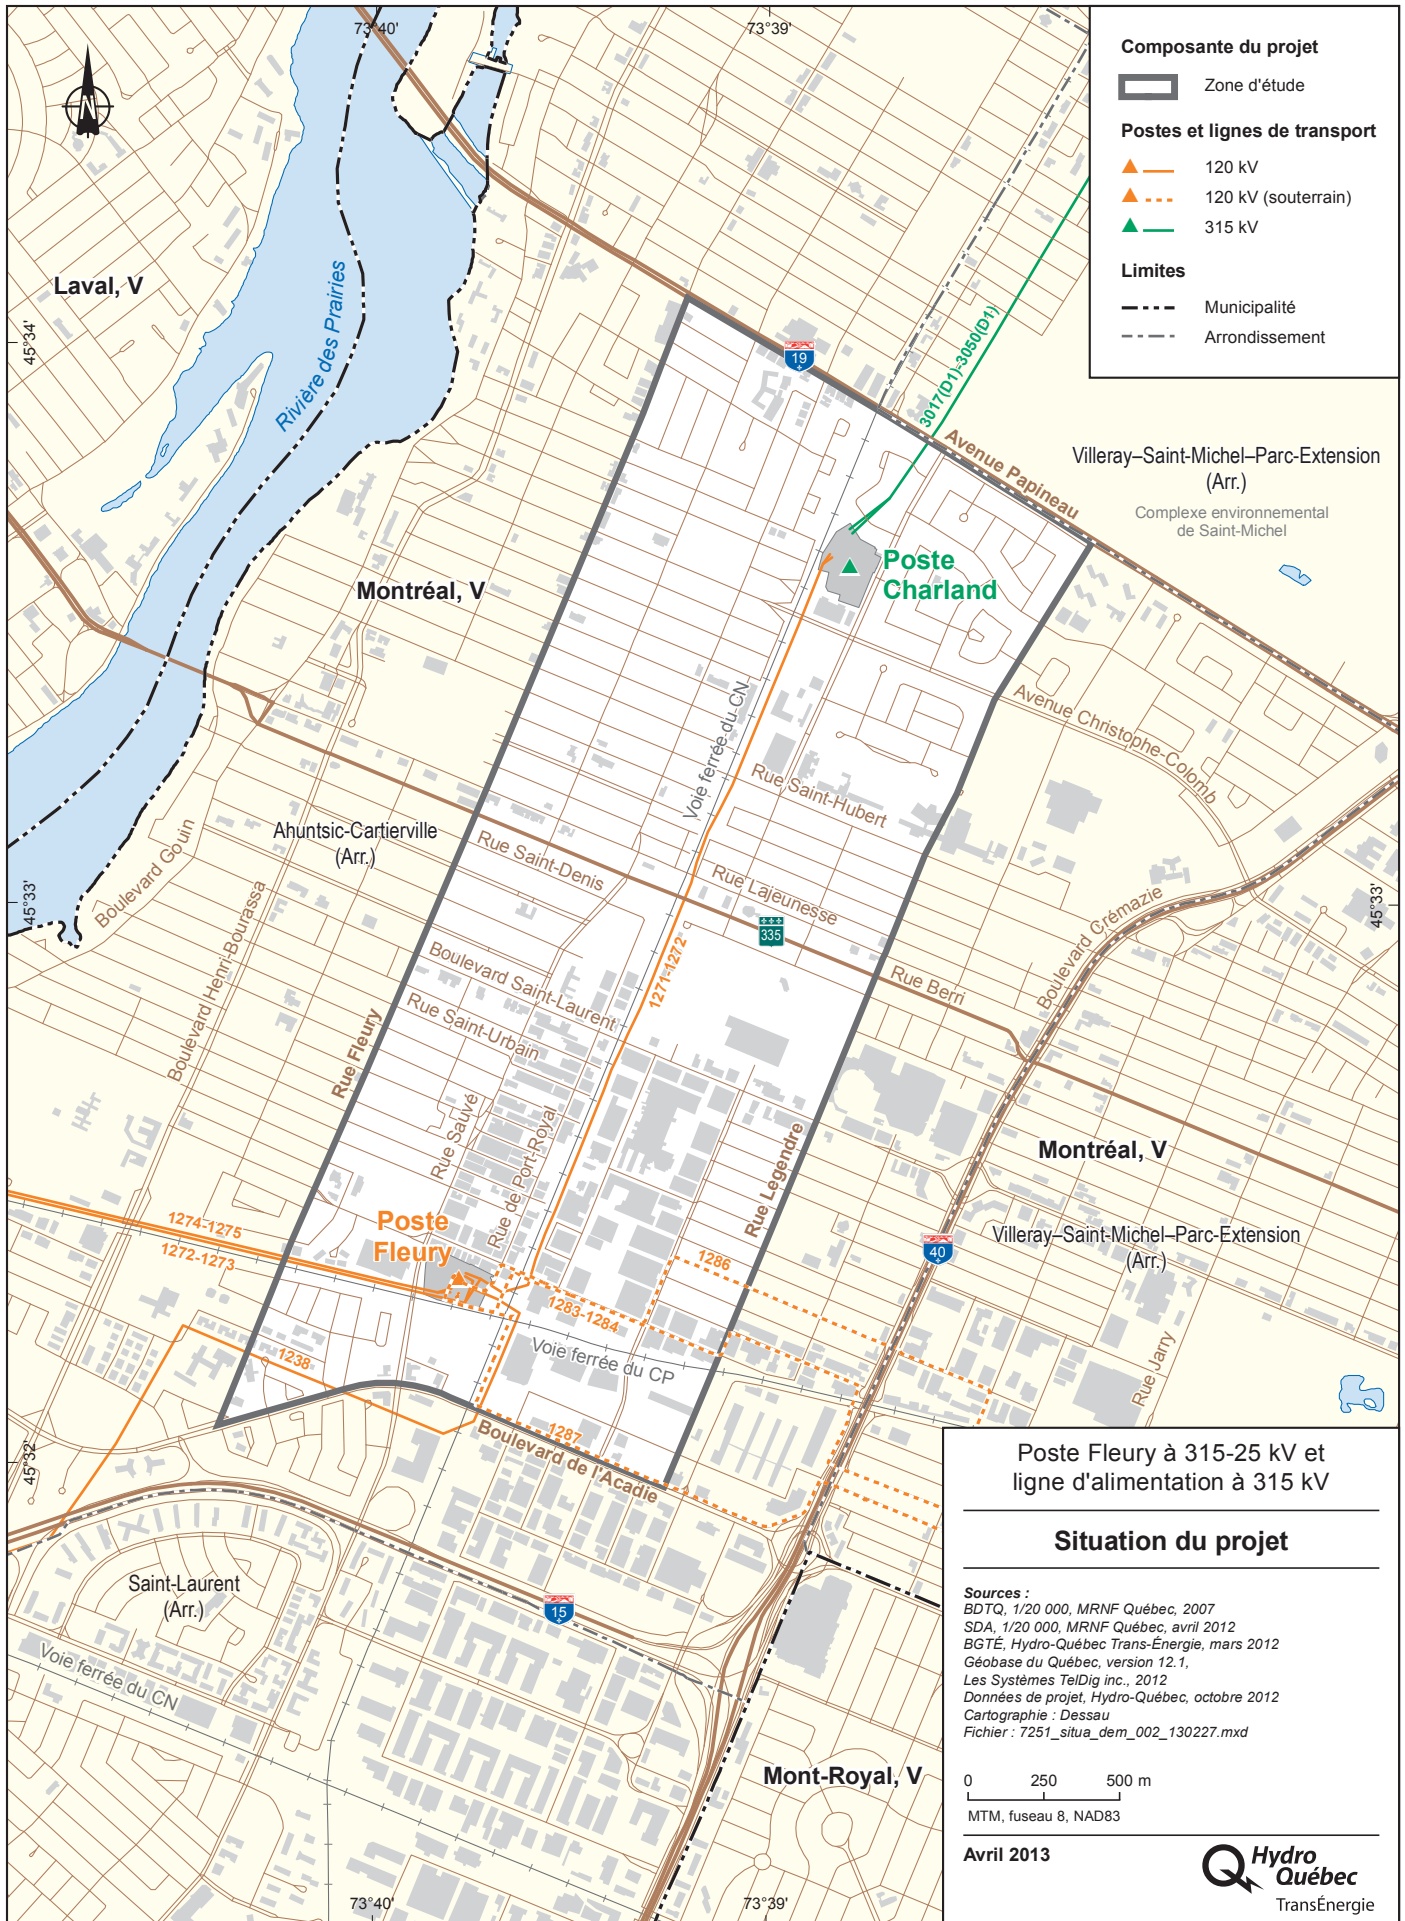 73°40'
73°39'
N
Composante du projet
Zone d'étude
Postes et lignes de transport
120 kV
120 kV (souterrain)
315 kV
Limites
Municipalité
Arrondissement
Laval, V
Rivière des Prairies
45°34'
19
3017(D1)-3050(D1)
Avenue Papineau
Villeray–Saint-Michel–Parc-Extension
(Arr.)
Complexe environnemental
de Saint-Michel
Poste
Charland
Montréal, V
Avenue Christophe-Colomb
Voie ferrée du CN
Rue Saint-Hubert
Ahuntsic-Cartierville
(Arr.)
Boulevard Gouin
Rue Saint-Denis
Rue Lajeunesse
45°33'
45°33'
335
Boulevard Henri-Bourassa
Boulevard Crémazie
Boulevard Saint-Laurent
1271-1272
Rue Berri
Rue Saint-Urbain
Rue Fleury
Rue Sauvé
Rue de Port-Royal
Rue Legendre
Montréal, V
1274-1275
1272-1273
Poste
Fleury
1286
40
Villeray–Saint-Michel–Parc-Extension
(Arr.)
1283-1284
1238
Voie ferrée du CP
Rue Jarry
1287
Boulevard de l'Acadie
45°32'
Saint-Laurent
(Arr.)
15
Voie ferrée du CN
Mont-Royal, V
73°40'
73°39'
Poste Fleury à 315-25 kV et
ligne d'alimentation à 315 kV
Situation du projet
Sources :
BDTQ, 1/20 000, MRNF Québec, 2007
SDA, 1/20 000, MRNF Québec, avril 2012
BGTÉ, Hydro-Québec Trans-Énergie, mars 2012
Géobase du Québec, version 12.1,
Les Systèmes TelDig inc., 2012
Données de projet, Hydro-Québec, octobre 2012
Cartographie : Dessau
Fichier : 7251_situa_dem_002_130227.mxd
0 250 500 m
MTM, fuseau 8, NAD83
Avril 2013
Hydro
Québec
TransÉnergie